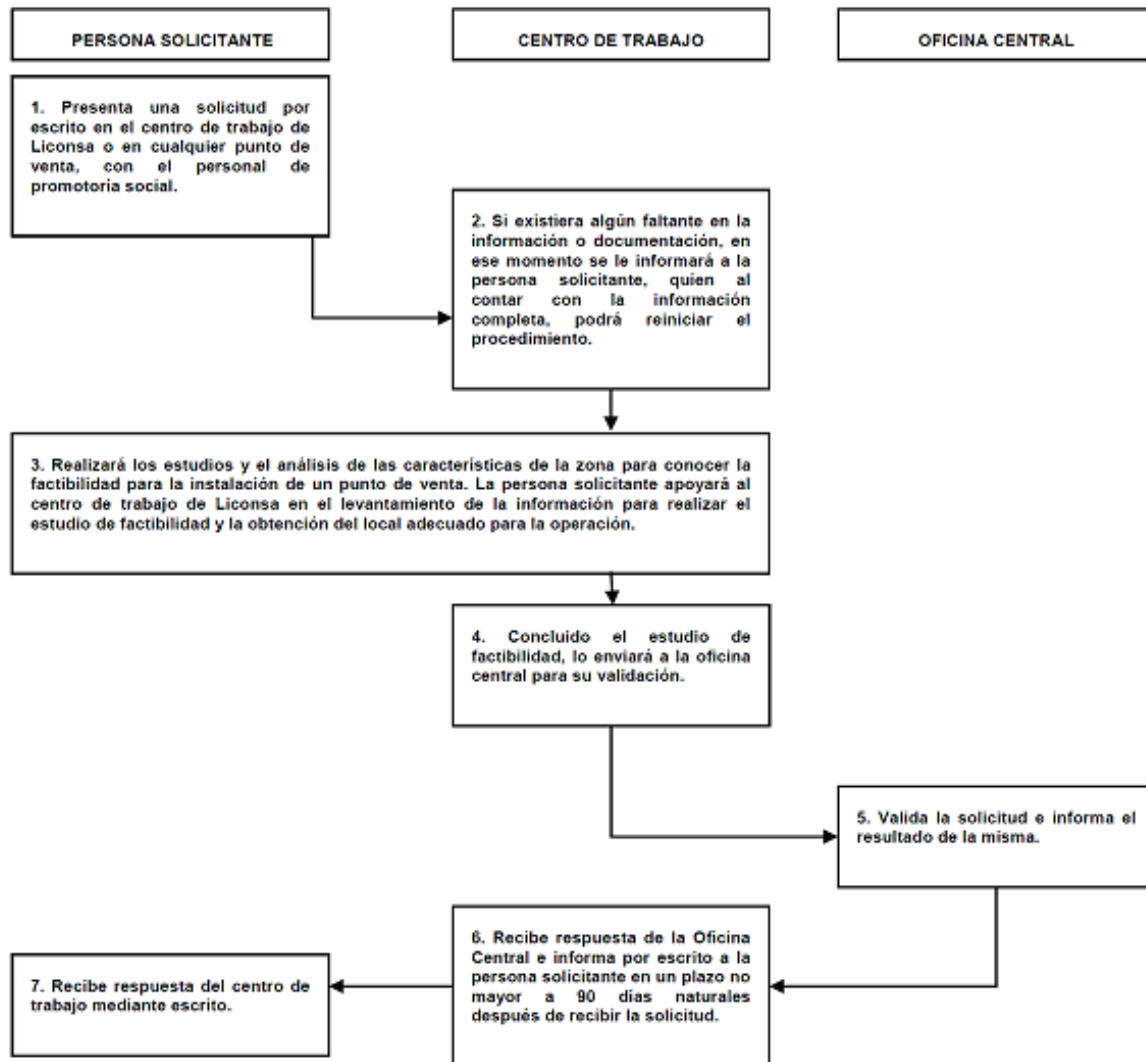 PERSONA SOLICITANTE
CENTRO DE TRABAJO
OFICINA CENTRAL
1. Presenta una solicitud por
escrito en el centro de trabajo de
Liconsa o en cualquier punto de
venta, con el personal de
promotoria social.
2. Si existiera algún faltante en la
información o documentación, en
ese momento se le informará a la
persona solicitante, quien al
contar con la información
completa, podrá reiniciar el
procedimiento.
3. Realizará los estudios y el análisis de las características de la zona para conocer la
factibilidad para la instalación de un punto de venta. La persona solicitante apoyará al
centro de trabajo de Liconsa en el levantamiento de la información para realizar el
estudio de factibilidad y la obtención del local adecuado para la operación.
4. Concluido el estudio de
factibilidad, lo enviará a la oficina
central para su validación.
5. Valida la solicitud e informa el
resultado de la misma.
6. Recibe respuesta de la Oficina
Central e informa por escrito a la
persona solicitante en un plazo no
mayor a 90 días naturales
después de recibir la solicitud.
7. Recibe respuesta del centro de
trabajo mediante escrito.